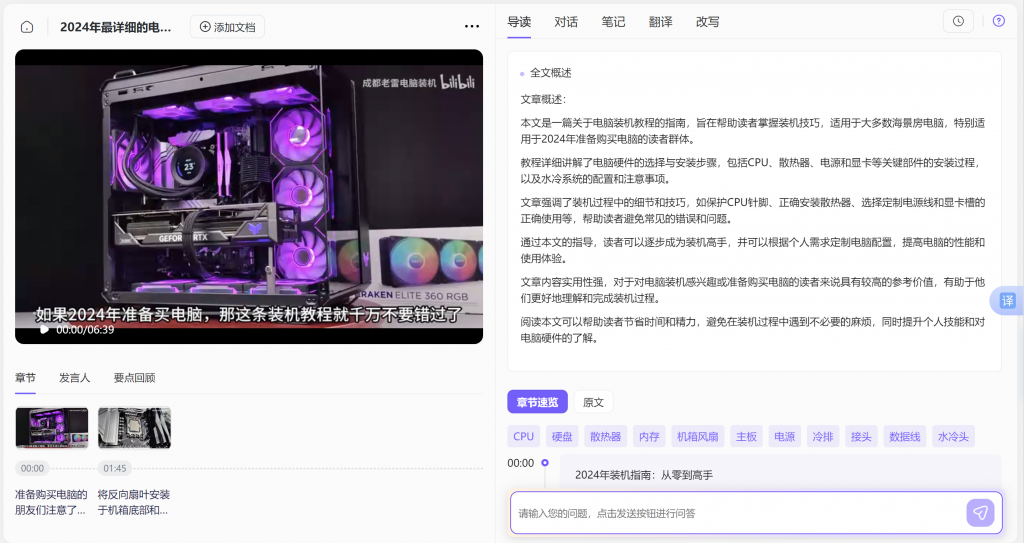 2024年最详细的电...
添加文档
导读 对话 笔记 翻译 改写
成都老雷电脑装机 bilibili
23°
GEFORCE RTX
KRAKEN ELITE 360 RGB
如果2024年准备买电脑，那这条装机教程就千万不要错过了
00:00/06:39
章节 发言人 要点回顾
00:00 01:45
准备购买电脑的
朋友们注意了...
将反向扇叶安装
于机箱底部和...
全文概述
文章概述：
本文是一篇关于电脑装机教程的指南，旨在帮助读者掌握装机技巧，适用于大多数海景房电脑，特别适
用于2024年准备购买电脑的读者群体。
教程详细讲解了电脑硬件的选择与安装步骤，包括CPU、散热器、电源和显卡等关键部件的安装过程，
以及水冷系统的配置和注意事项。
文章强调了装机过程中的细节和技巧，如保护CPU针脚、正确安装散热器、选择定制电源线和显卡槽的
正确使用等，帮助读者避免常见的错误和问题。
通过本文的指导，读者可以逐步成为装机高手，并可以根据个人需求定制电脑配置，提高电脑的性能和
使用体验。
文章内容实用性强，对于对电脑装机感兴趣或准备购买电脑的读者来说具有较高的参考价值，有助于他
们更好地理解和完成装机过程。
阅读本文可以帮助读者节省时间和精力，避免在装机过程中遇到不必要的麻烦，同时提升个人技能和对
电脑硬件的了解。
译
章节速览 原文
CPU 硬盘 散热器 内存 机箱风扇 主板 电源 冷排 接头 数据线 水冷头
00:00
2024年装机指南：从零到高手
请输入您的问题，点击发送按钮进行问答